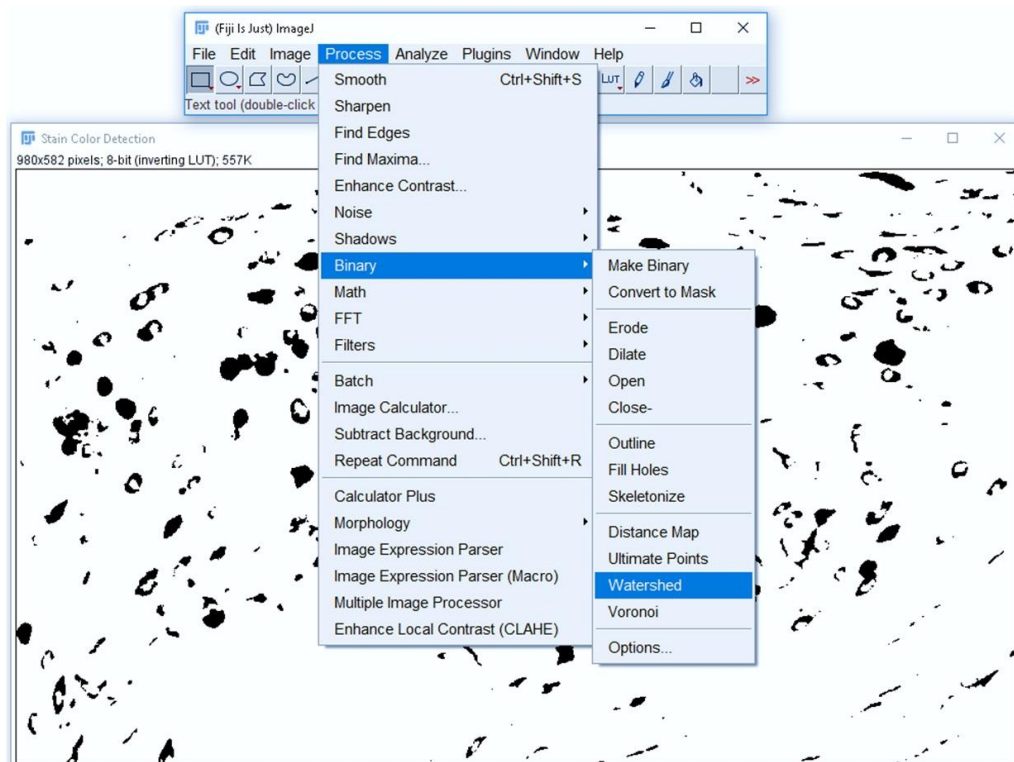 (Fiji Is Just) ImageJ
File Edit Image Process Analyze Plugins Window Help
LUT
>>
Text tool (double-click
Smooth Ctrl+Shift+S
Sharpen
Find Edges
Find Maxima...
Enhance Contrast...
Noise
Shadows
Binary
Math
FFT
Filters
Batch
Image Calculator...
Subtract Background...
Repeat Command Ctrl+Shift+R
Calculator Plus
Morphology
Image Expression Parser
Image Expression Parser (Macro)
Multiple Image Processor
Enhance Local Contrast (CLAHE)
Make Binary
Convert to Mask
Erode
Dilate
Open
Close-
Outline
Fill Holes
Skeletonize
Distance Map
Ultimate Points
Watershed
Voronoi
Options...
Stain Color Detection
980x582 pixels; 8-bit (inverting LUT); 557K